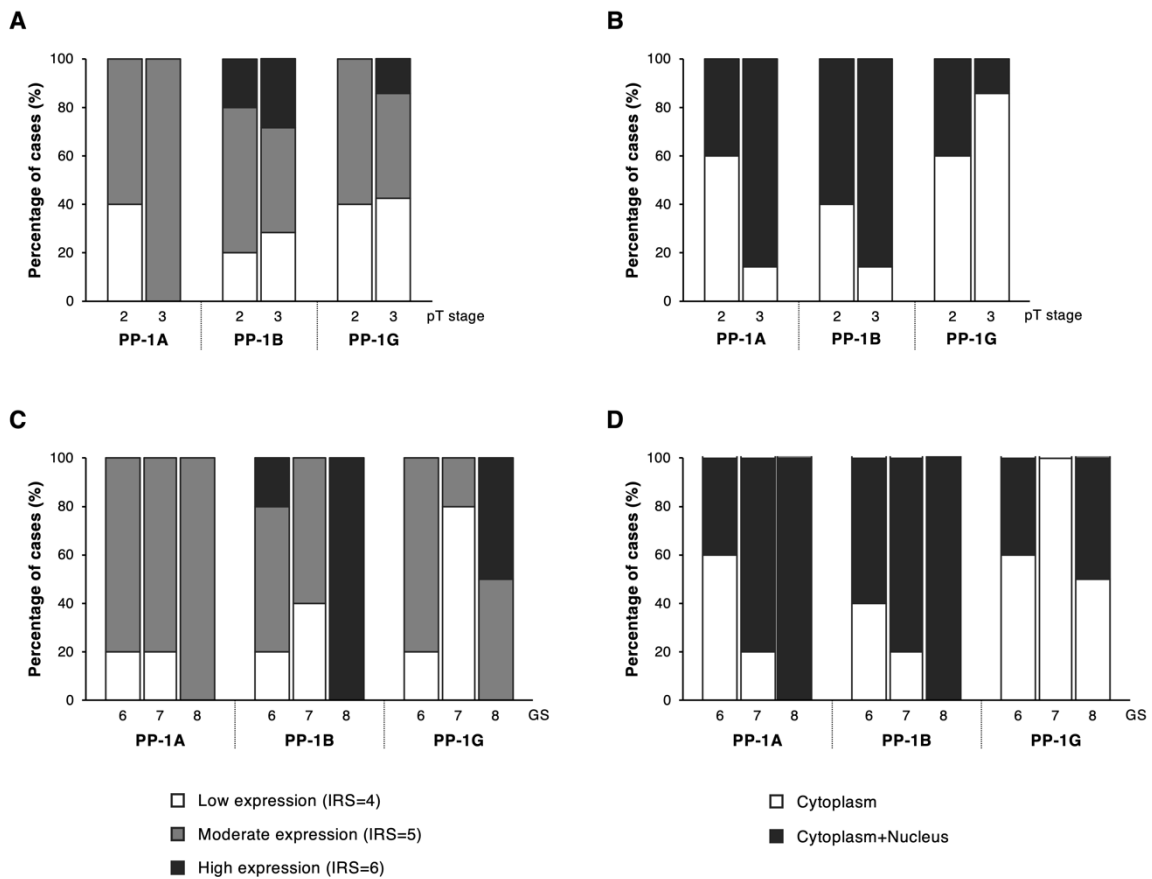 A
Percentage of cases (%)
100
80
60
40
20
0
2 3 2 3 2 3 pT stage
PP-1A PP-1B PP-1G
B
Percentage of cases (%)
100
80
60
40
20
0
2 3 2 3 2 3 pT stage
PP-1A PP-1B PP-1G
C
Percentage of cases (%)
100
80
60
40
20
0
6 7 8 6 7 8 6 7 8 GS
PP-1A PP-1B PP-1G
Low expression (IRS=4)
Moderate expression (IRS=5)
High expression (IRS=6)
D
Percentage of cases (%)
100
80
60
40
20
0
6 7 8 6 7 8 6 7 8 GS
PP-1A PP-1B PP-1G
Cytoplasm
Cytoplasm+Nucleus